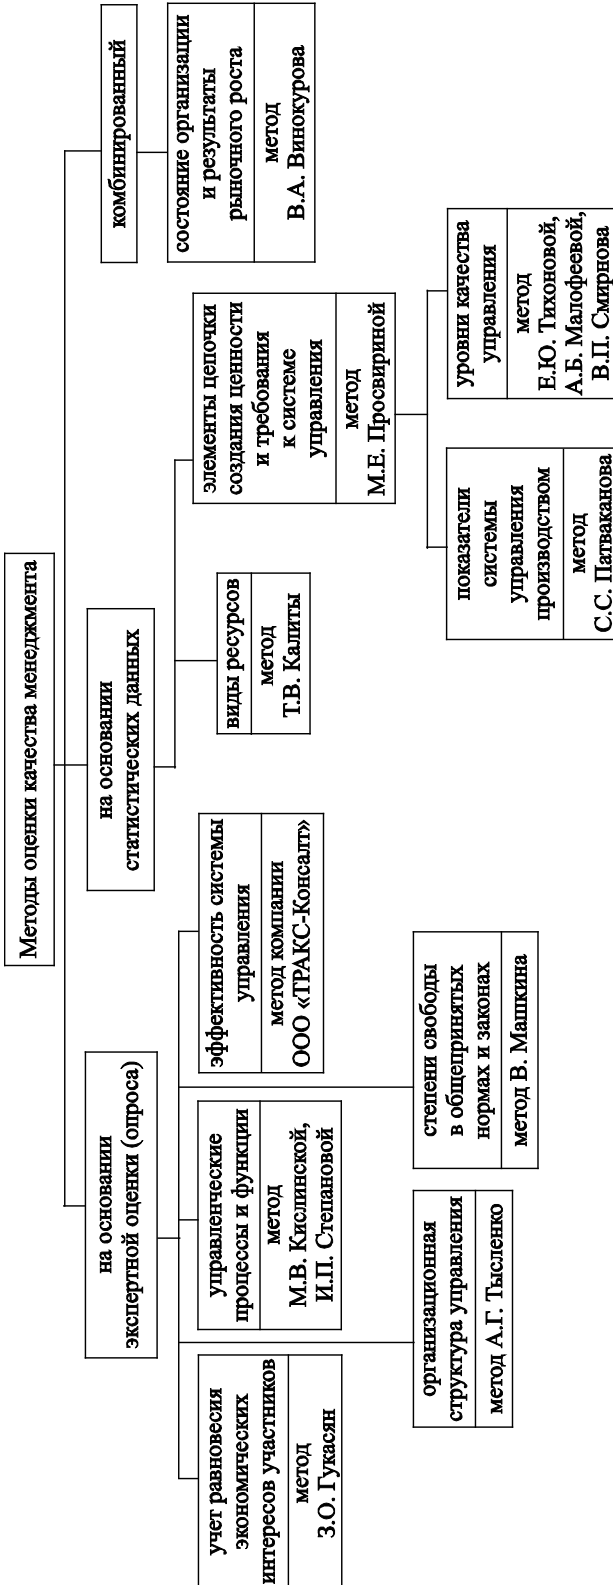 Методы оценки качества менеджмента
на основании
экспертной оценки (опроса)
на основании
статистических данных
комбинированный
учет равновесия
экономических
интересов участников
метод
З.О. Гукасян
управленческие
процессы и функции
метод
М.В. Кислинской,
И.П. Степановой
эффективность системы
управления
метод компании
ООО «ТРАКС-Консалт»
виды ресурсов
метод
Т.В. Калиты
элементы цепочки
создания ценности
и требования
к системе
управления
метод
М.Е. Просвириной
состояние организации
и результаты
рыночного роста
метод
В.А. Винокурова
организационная
структура управления
метод А.Г. Тысленко
степени свободы
в общепринятых
нормах и законах
метод В. Машкина
показатели
системы
управления
производством
метод
С.С. Патваканова
уровни качества
управления
метод
Е.Ю. Тихоновой,
А.Б. Малофеевой,
В.П. Смирнова